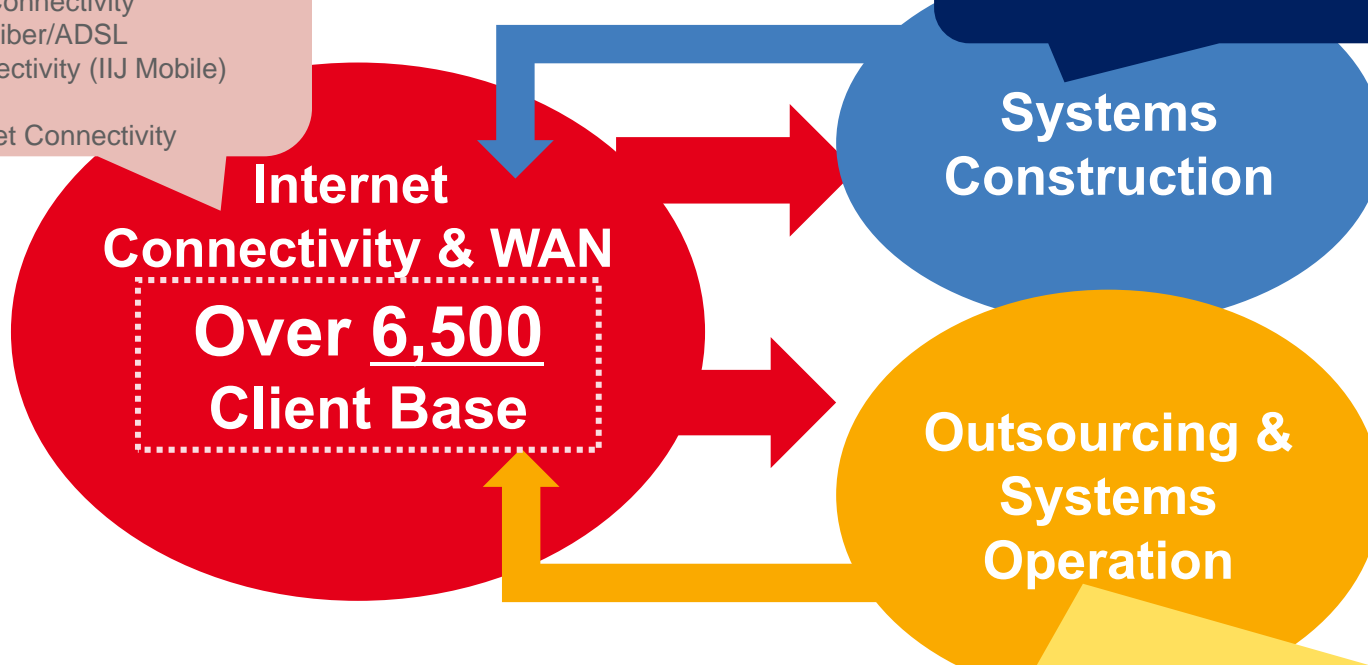 Connectivity
iber/ADSL
ectivity (IIJ Mobile)
et Connectivity
Internet
Connectivity & WAN
Over 6,500
Client Base
Systems
Construction
Outsourcing &
Systems
Operation